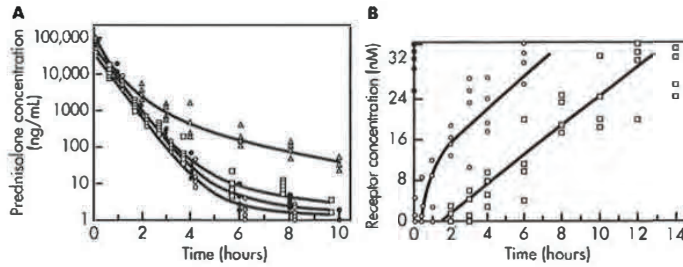 A
Prednisolone concentration
(ng/mL)
100,000
10,000
1000
100
10
1
0 2 4 6 8 10
Time (hours)
B
Receptor concentration (nM)
32
24
16
8
0
0 2 4 6 8 10 12 14
Time (hours)